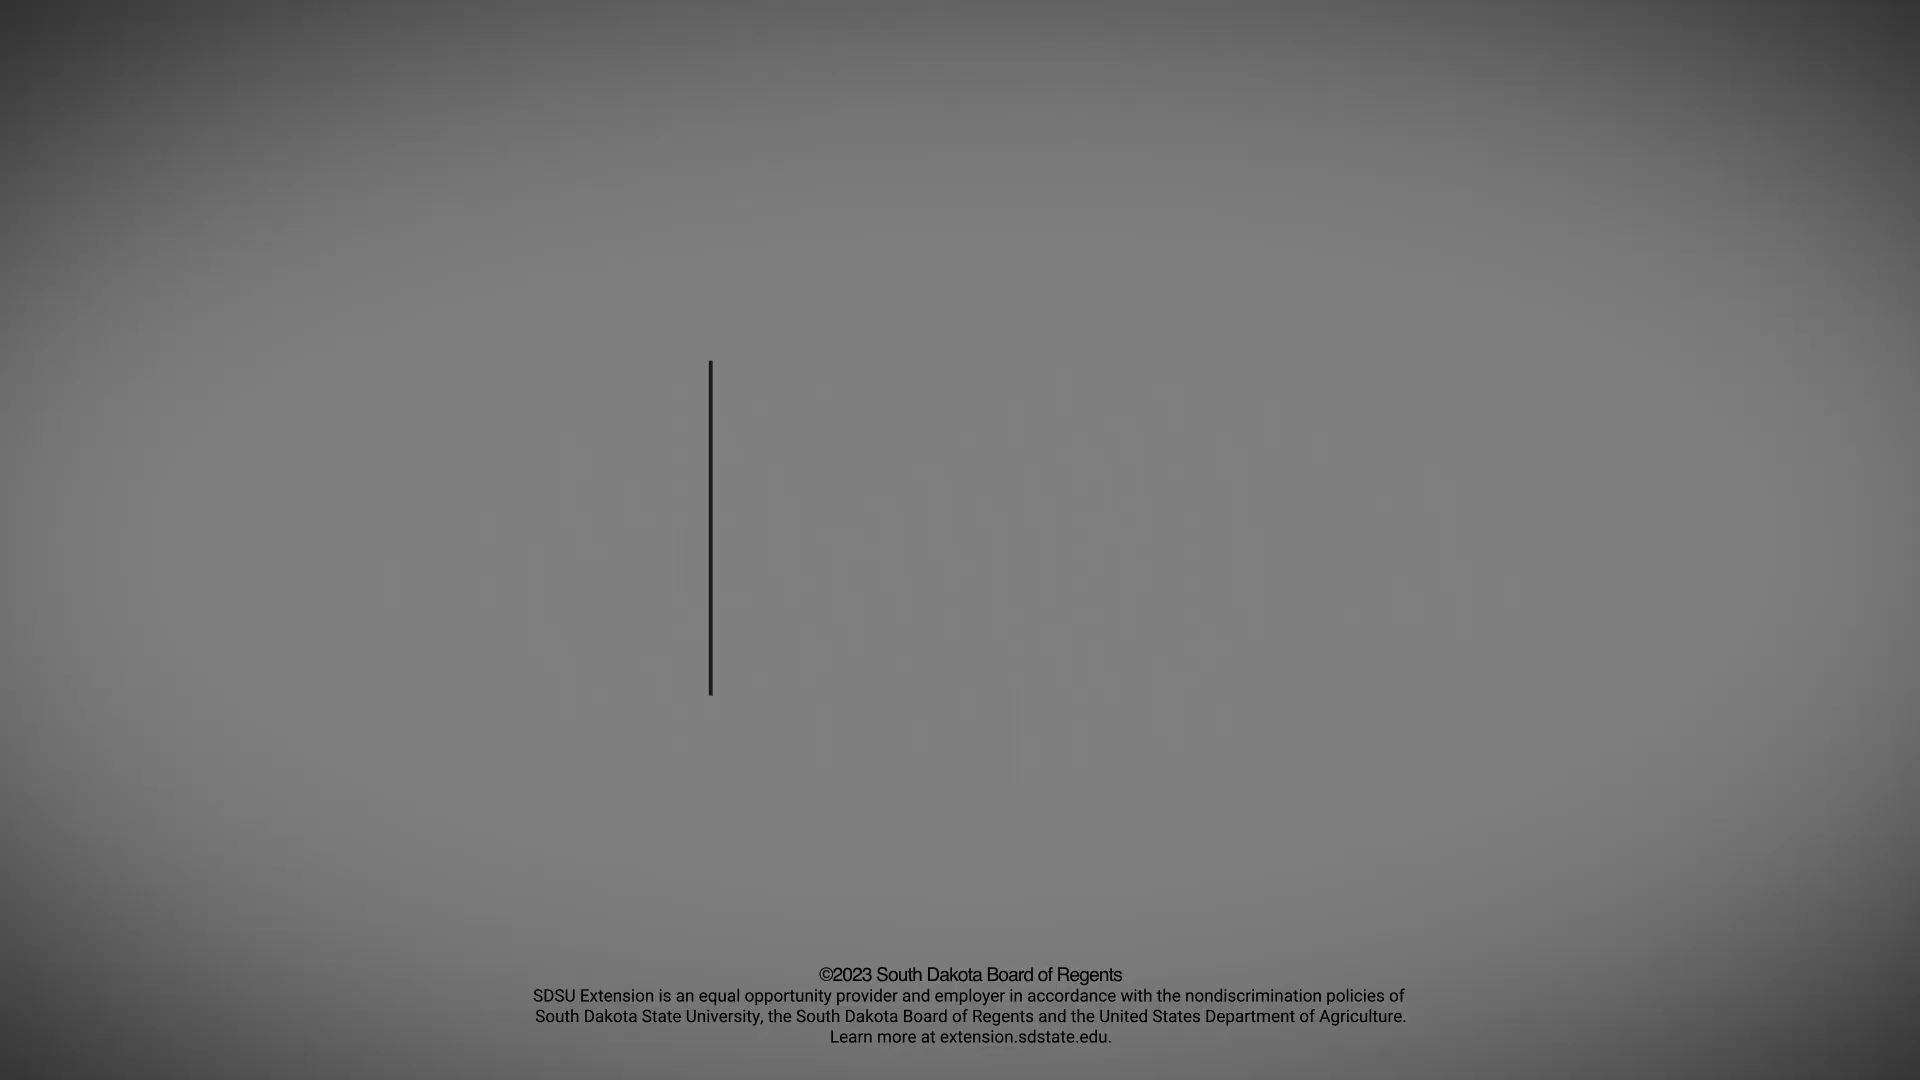 ©2023 South Dakota Board of Regents
SDSU Extension is an equal opportunity provider and employer in accordance with the nondiscrimination policies of
South Dakota State University, the South Dakota Board of Regents and the United States Department of Agriculture.
Learn more at extension.sdstate.edu.